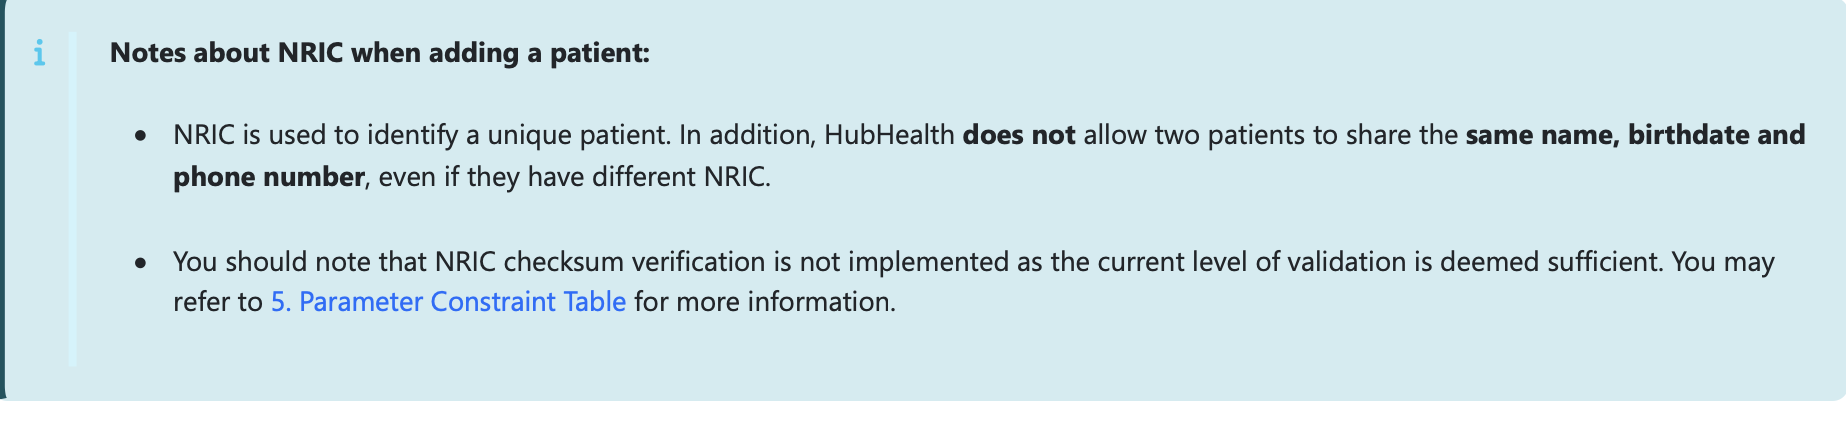 Notes about NRIC when adding a patient:
• NRIC is used to identify a unique patient. In addition, HubHealth does not allow two patients to share the same name, birthdate and
phone number, even if they have different NRIC.
• You should note that NRIC checksum verification is not implemented as the current level of validation is deemed sufficient. You may
refer to 5. Parameter Constraint Table for more information.